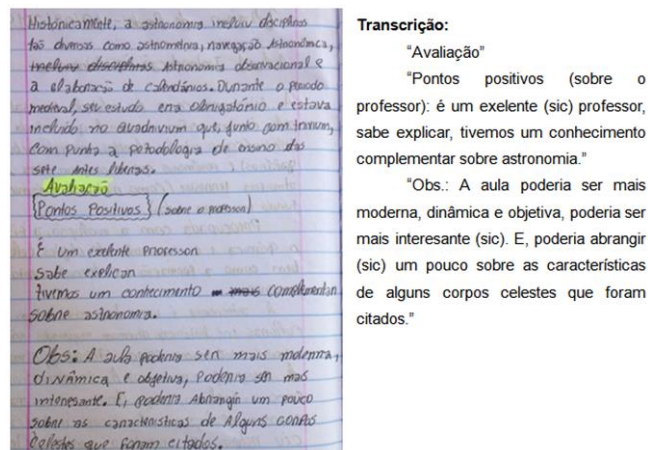 Históricamente, a astronomia incluiu disciplinas
tão diversas como astrometria, navegação Astronômica,
incluiu disciplinas Astronomia observacional e
a elaboração de calendários. Durante o período
medieval, seu estudo era obrigatório e estava
incluído no Quadrivium que, junto com trivium,
com punha a metodologia de ensino das
sete Artes liberais.
Avaliação
{Pontos Positivos} (sobre o professor)
É um exelente professor
Sabe explicar
tivemos um conhecimento mais complementar
sobre astronomia.
Obs: A aula poderia ser mais moderna,
dinâmica e objetiva, Poderia ser mas
interesante. E, poderia Abrangir um pouco
sobre as características de Alguns corpos
Celestes que foram citados.
Transcrição:
"Avaliação"
"Pontos positivos (sobre o
professor): é um exelente (sic) professor,
sabe explicar, tivemos um conhecimento
complementar sobre astronomia."
"Obs.: A aula poderia ser mais
moderna, dinâmica e objetiva, poderia ser
mais interesante (sic). E, poderia abrangir
(sic) um pouco sobre as características
de alguns corpos celestes que foram
citados."